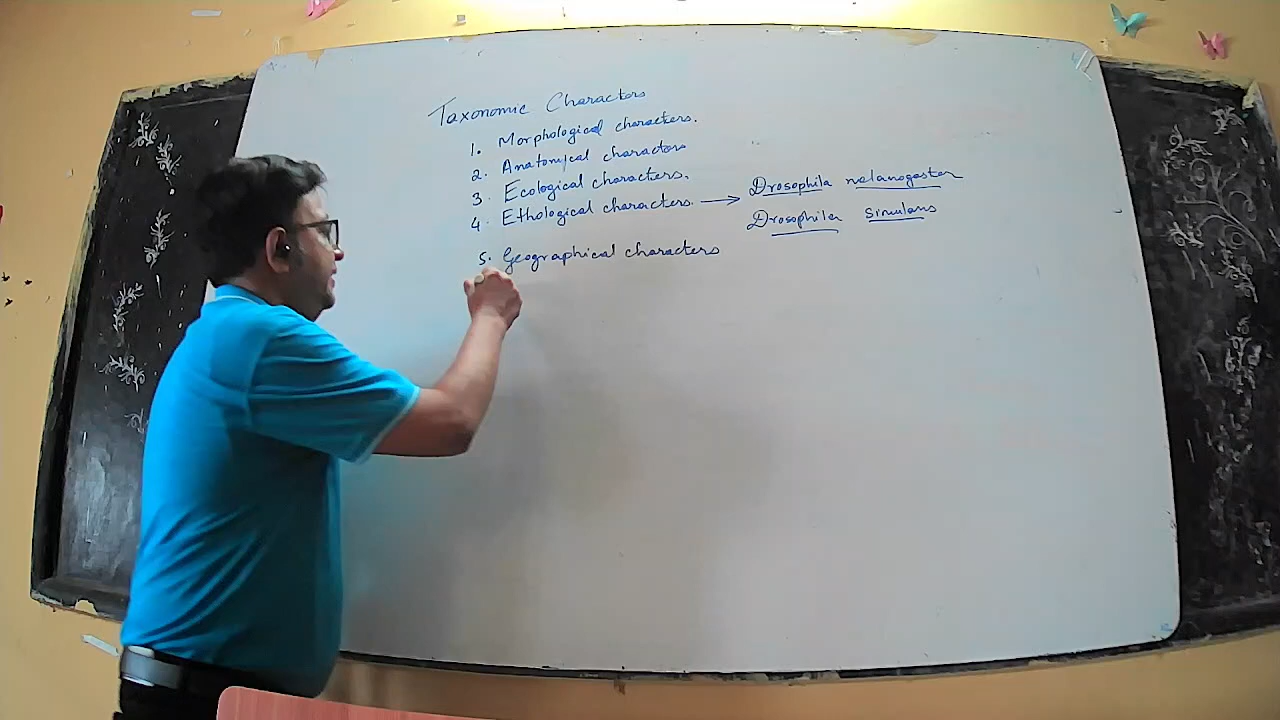 Taxonomic Characters
1. Morphological characters.
2. Anatomical characters
3. Ecological characters.
4. Ethological characters. → Drosophila melanogaster
Drosophila simulans
5. Geographical characters